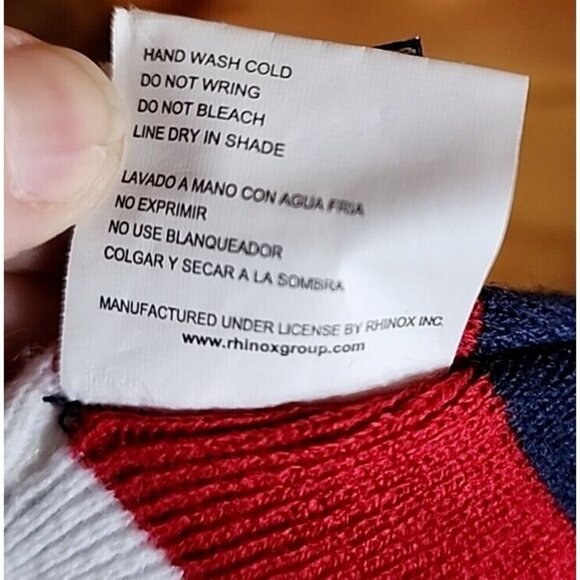 HAND WASH COLD
DO NOT WRING
DO NOT BLEACH
LINE DRY IN SHADE
LAVADO A MANO CON AGUA FRIA
NO EXPRIMIR
NO USE BLANQUEADOR
COLGAR Y SECAR A LA SOMBRA
MANUFACTURED UNDER LICENSE BY RHINOX INC.
www.rhinoxgroup.com